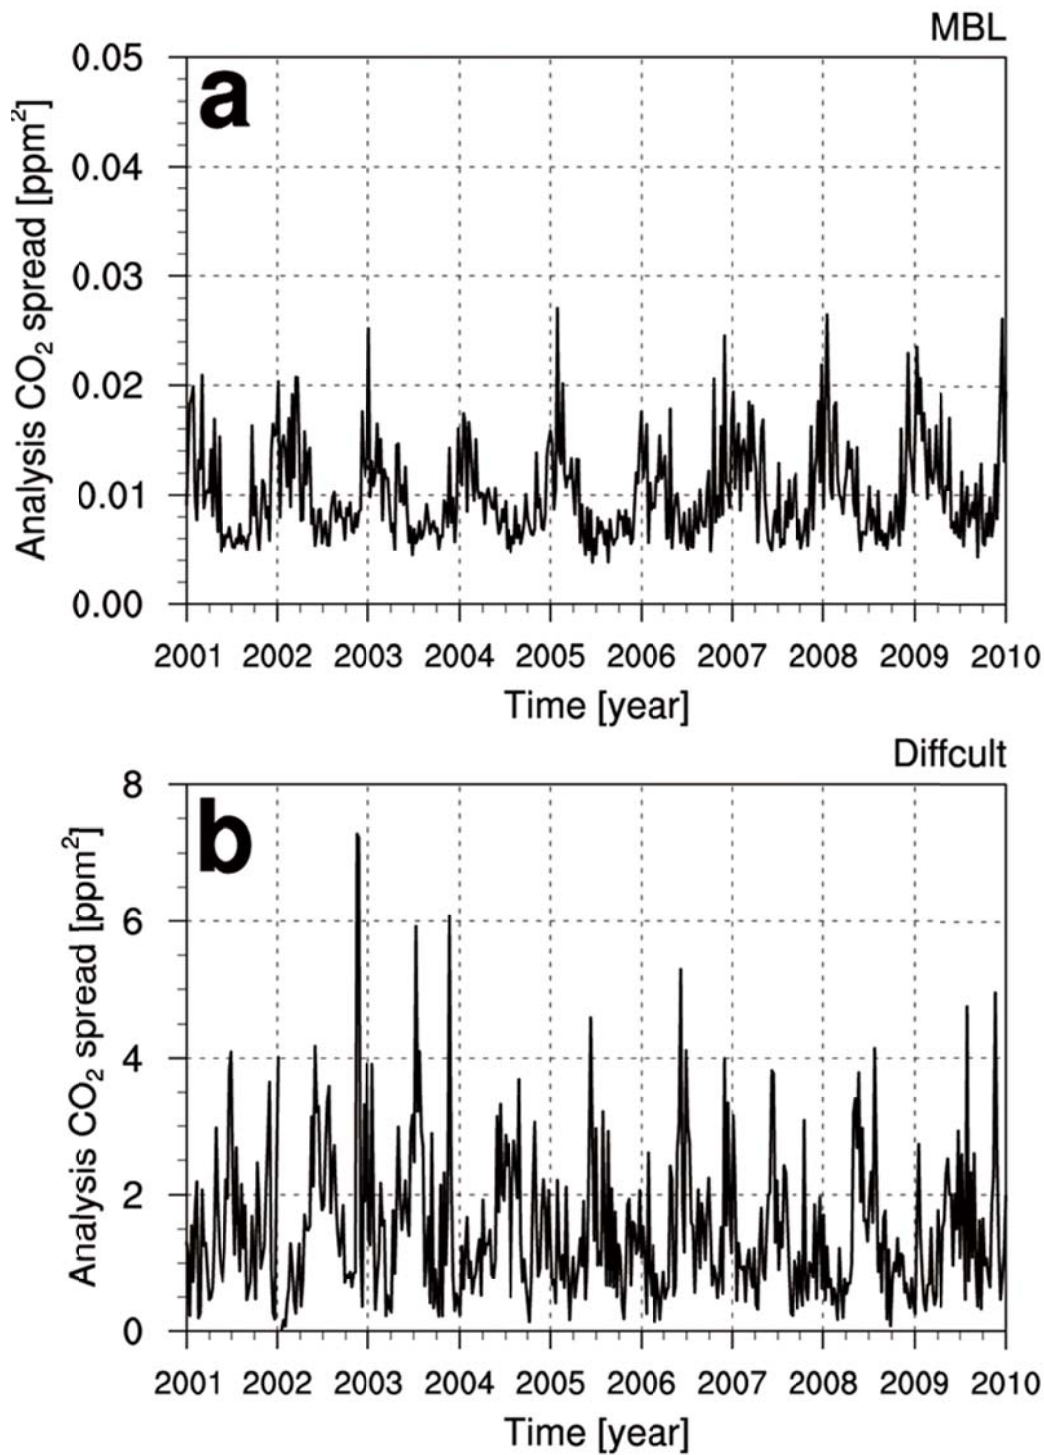 MBL
a
Analysis CO₂ spread [ppm²]
0.05
0.04
0.03
0.02
0.01
0.00
2001 2002 2003 2004 2005 2006 2007 2008 2009 2010
Time [year]
Diffcult
b
Analysis CO₂ spread [ppm²]
8
6
4
2
0
2001 2002 2003 2004 2005 2006 2007 2008 2009 2010
Time [year]